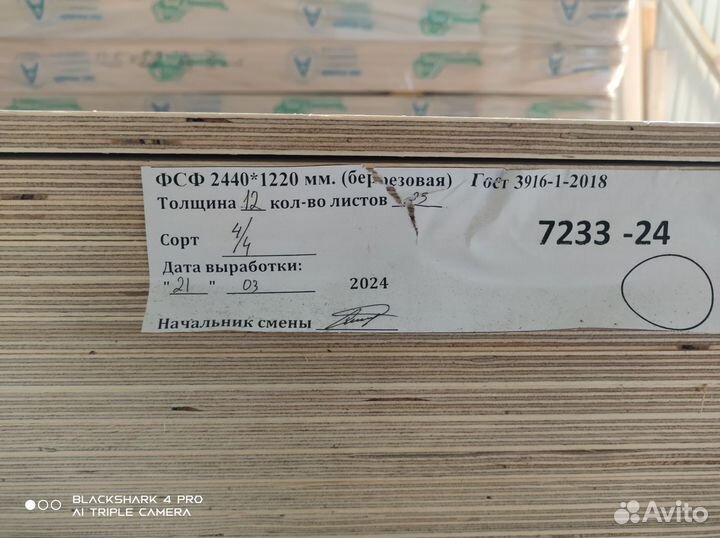 ФСФ 2440*1220 мм. (березовая) Гост 3916-1-2018
Толщина 12 кол-во листов 35
Сорт 4/4
7233 -24
Дата выработки:
"21" 03 2024
Начальник смены
BLACKSHARK 4 PRO
AI TRIPLE CAMERA
Avito